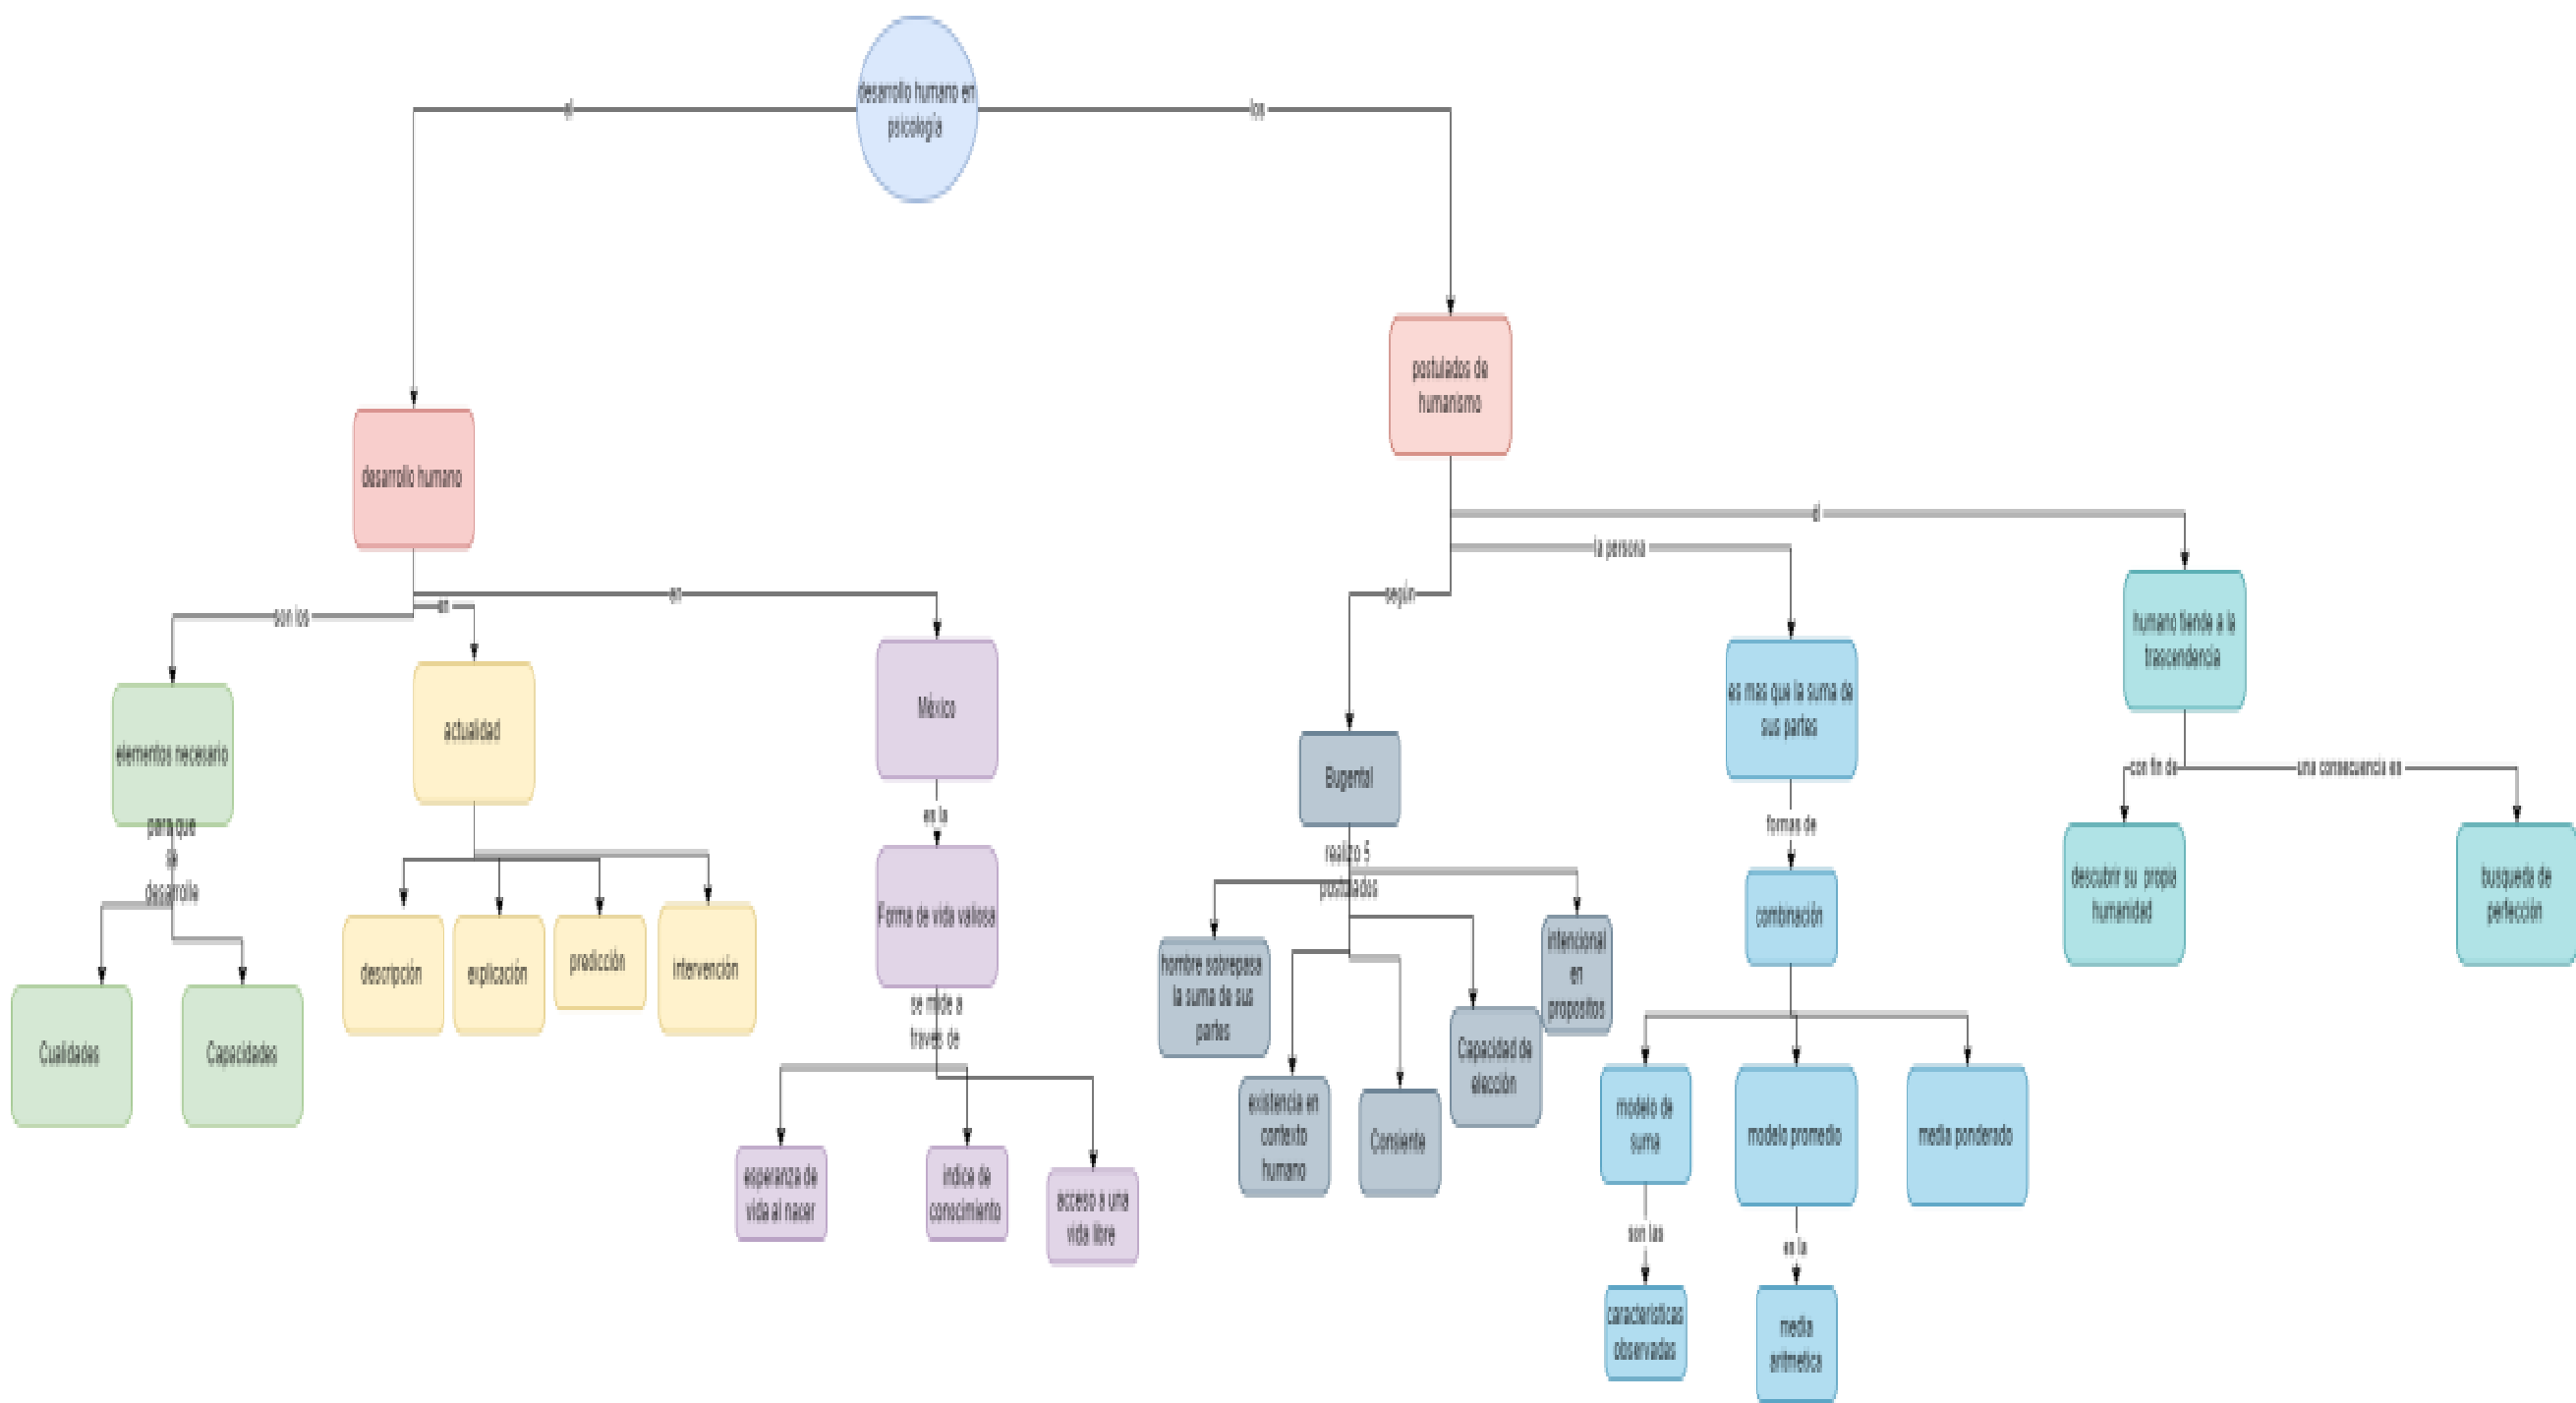 desarrollo humano en
psicología
el
los
postulados de
humanismo
desarrollo humano
el
la persona
según
en
en
son los
humano tiende a la
trascendencia
es mas que la suma de
sus partes
México
actualidad
elementos necesario
Bugental
con fin de
una consecuencia es
en la
formas de
para que
se
desarrolle
realizo 5
postulados
descubrir su propia
humanidad
busqueda de
perfección
Forma de vida valiosa
combinación
descripción
explicación
predicción
intervención
hombre sobrepasa
la suma de sus
partes
intencional
en
propositos
se mide a
través de
Cualidades
Capacidades
Capacidad de
elección
existencia en
contexto
humano
Consiente
modelo de
suma
modelo promedio
media ponderado
esperanza de
vida al nacer
índice de
conocimiento
acceso a una
vida libre
son las
es la
características
observadas
media
aritmetica